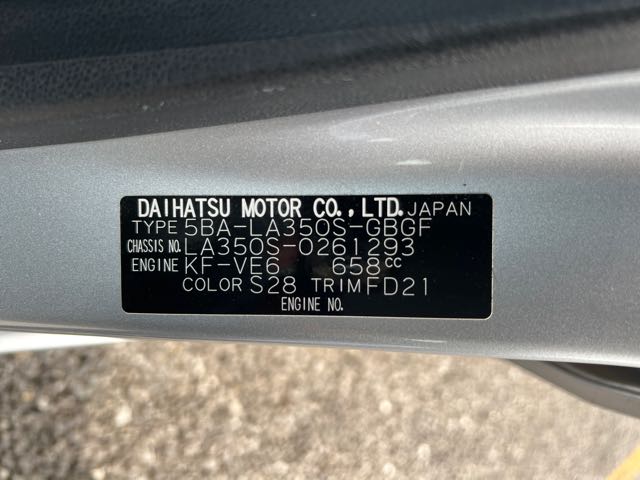 DAIHATSU MOTOR CO., LTD. JAPAN
TYPE 5BA-LA350S-GBGF
CHASSIS NO. LA350S-0261293
ENGINE KF-VE6 658CC
COLOR S28 TRIM FD21
ENGINE NO.